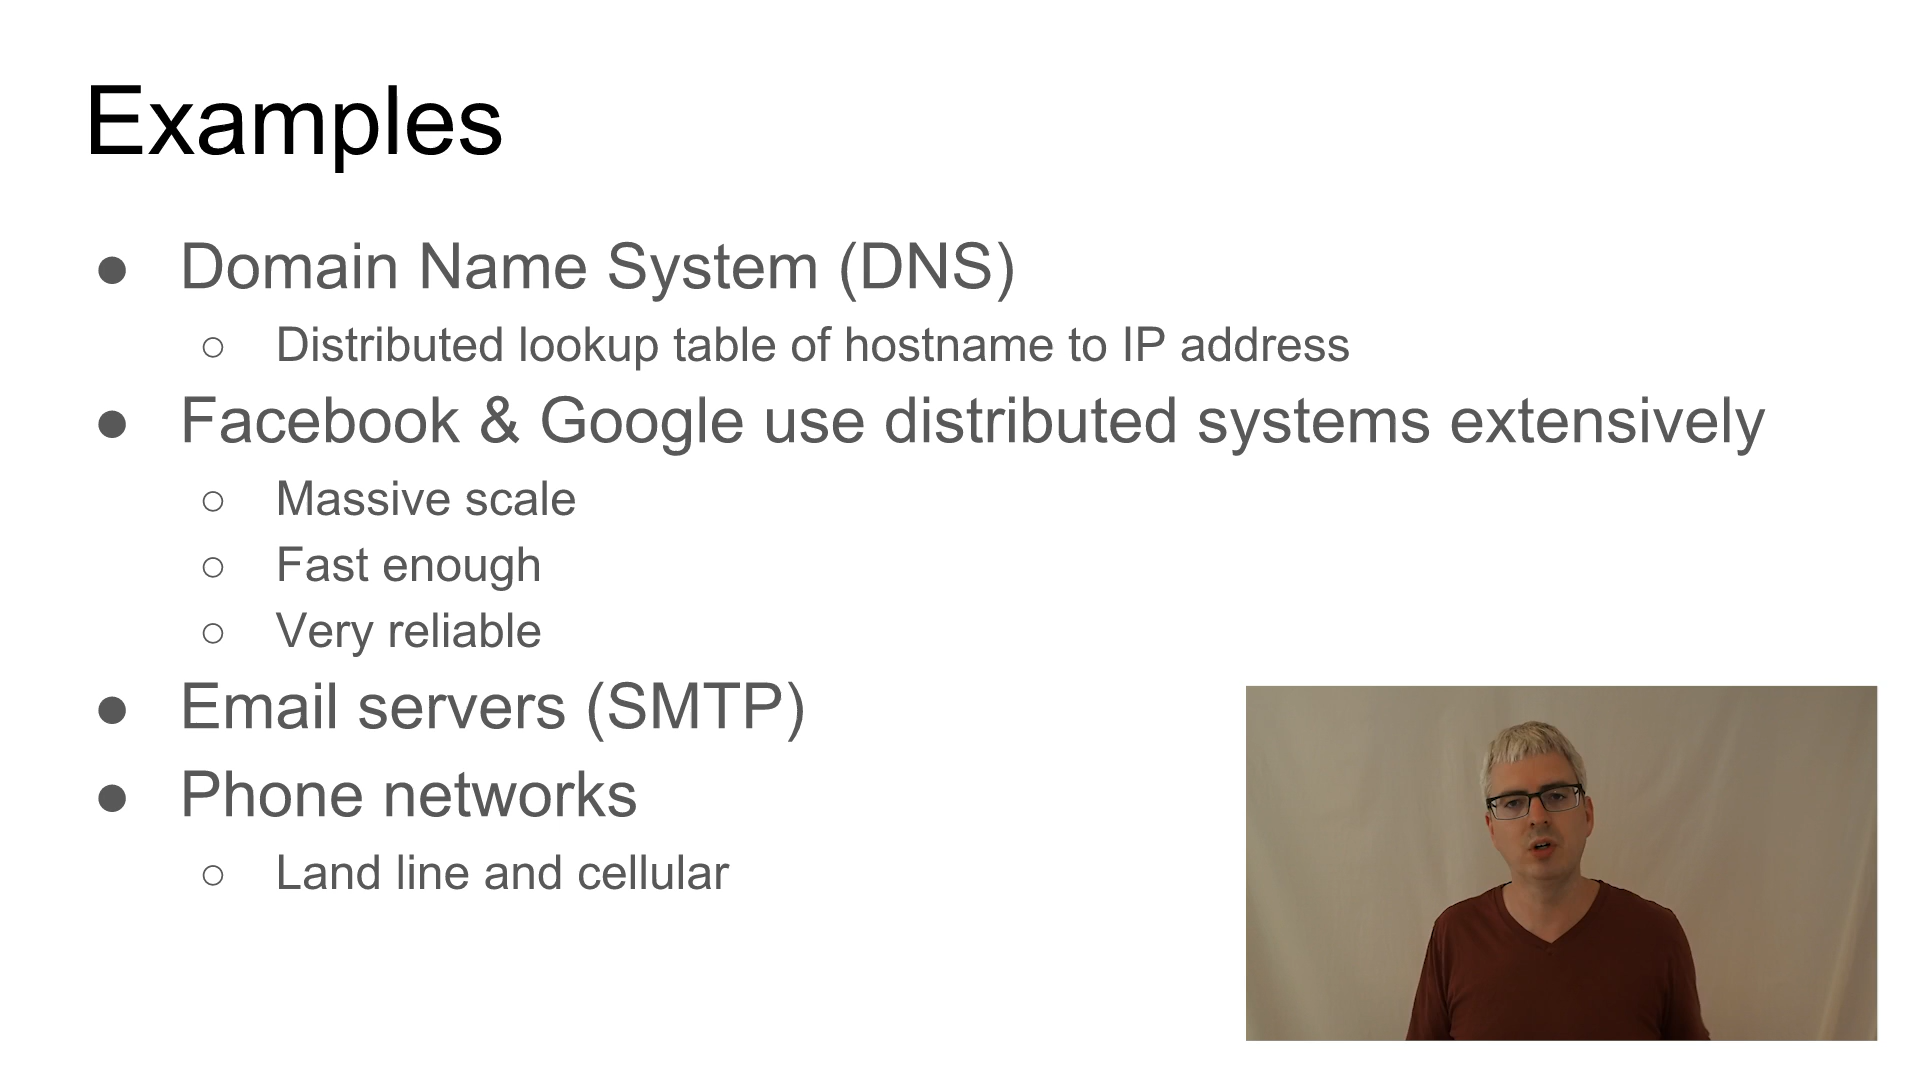 Examples
● Domain Name System (DNS)
○ Distributed lookup table of hostname to IP address
● Facebook & Google use distributed systems extensively
○ Massive scale
○ Fast enough
○ Very reliable
● Email servers (SMTP)
● Phone networks
○ Land line and cellular